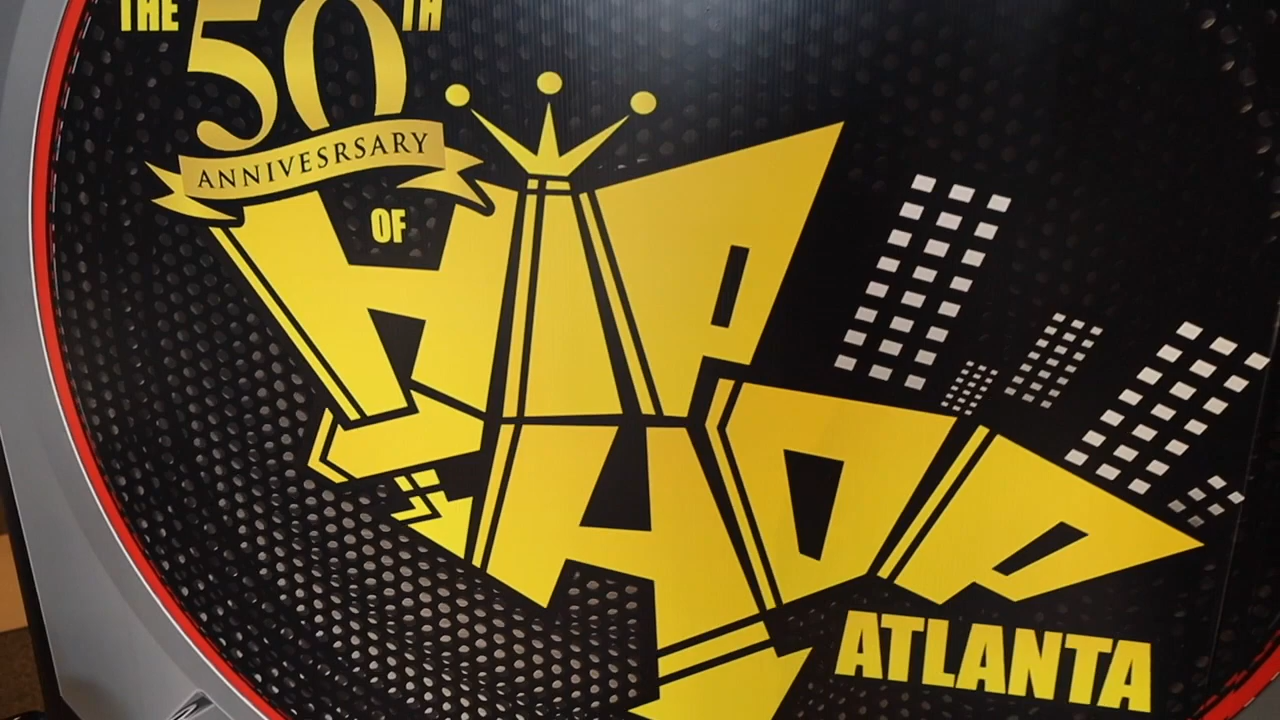 THE 50TH
ANNIVESRSARY
OF
HIP
HOP
ATLANTA